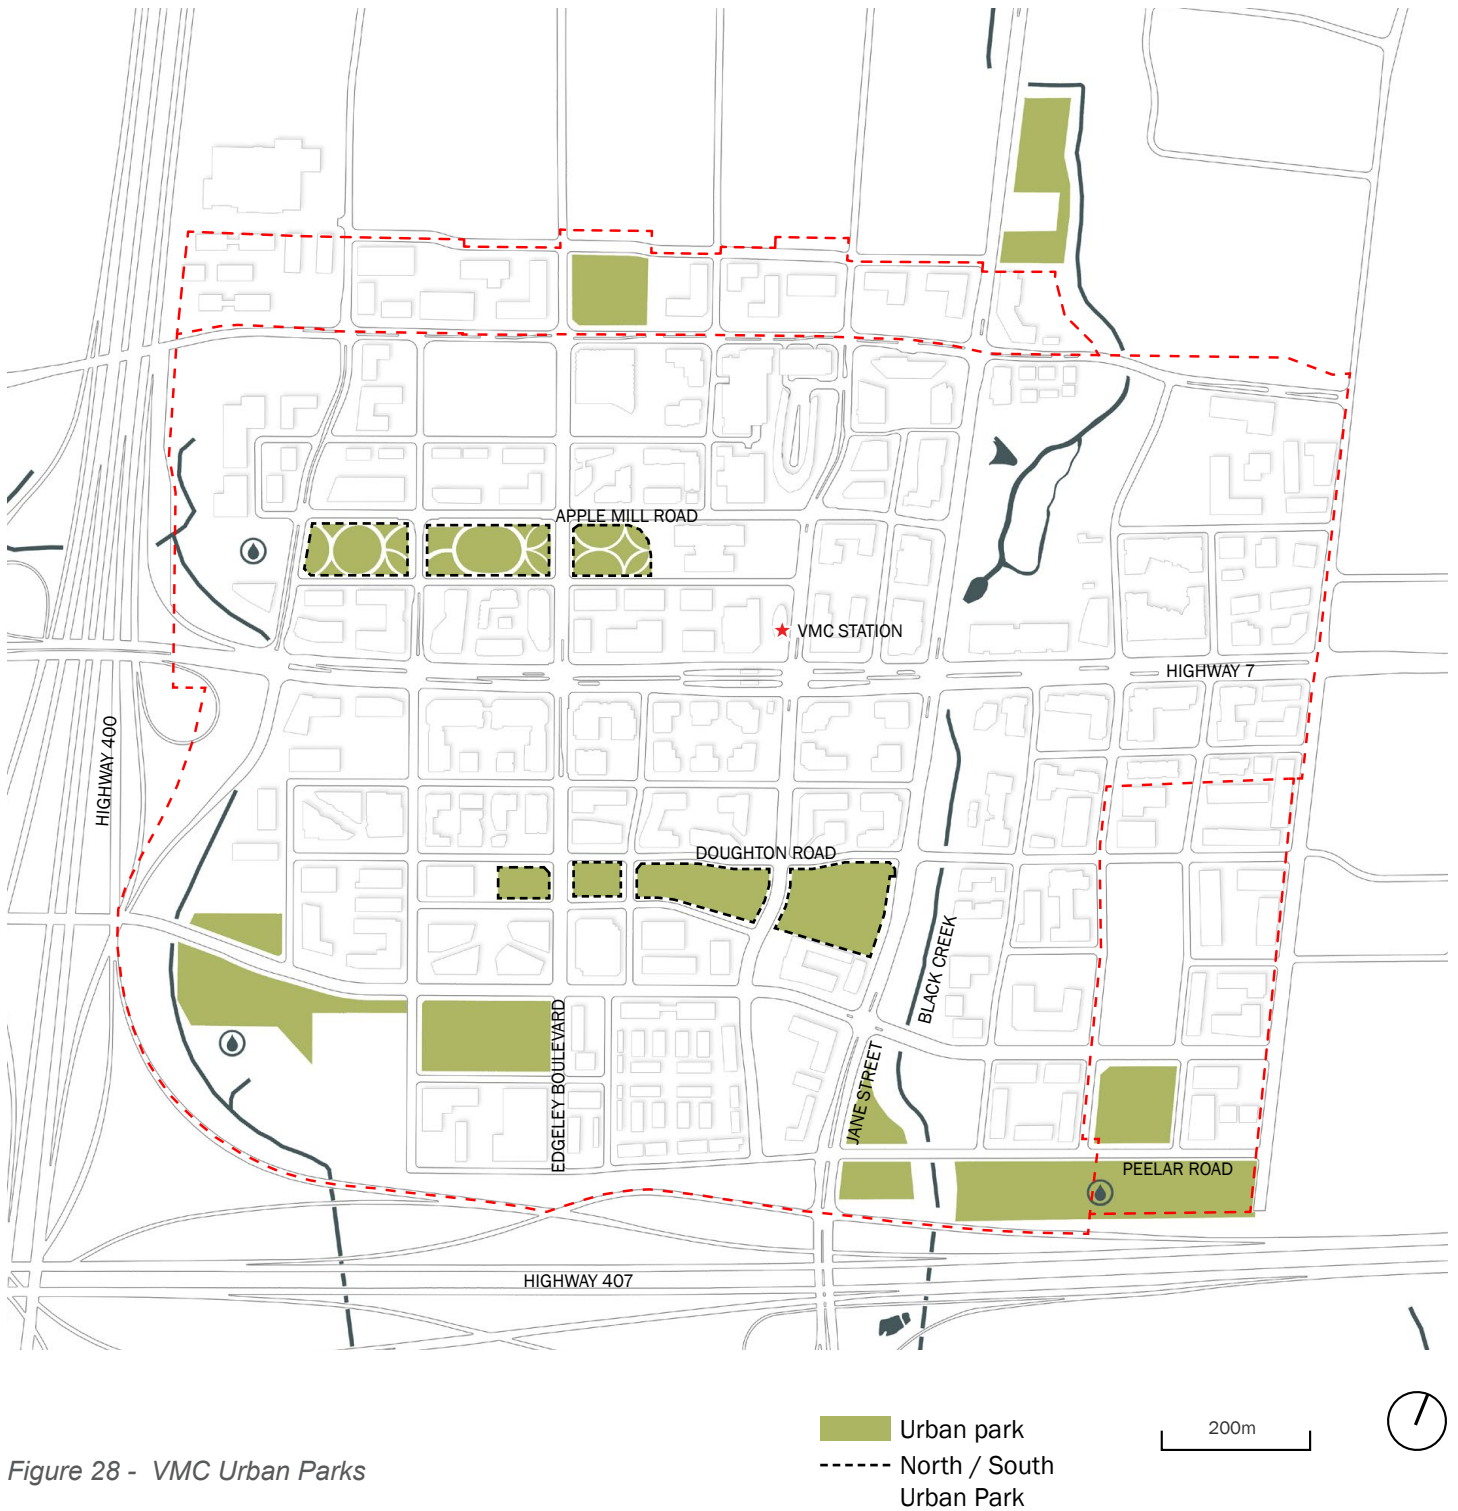 APPLE MILL ROAD
VMC STATION
HIGHWAY 7
HIGHWAY 400
DOUGHTON ROAD
BLACK CREEK
EDGELEY BOULEVARD
JANE STREET
PEELAR ROAD
HIGHWAY 407
Urban park
North / South
Urban Park
200m
Figure 28 - VMC Urban Parks